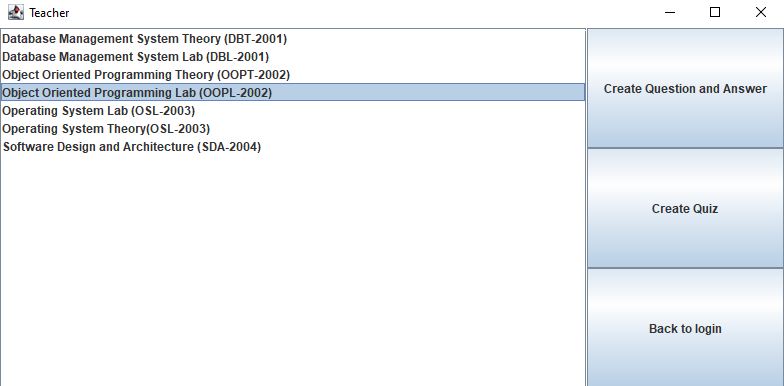 Teacher
Database Management System Theory (DBT-2001)
Database Management System Lab (DBL-2001)
Object Oriented Programming Theory (OOPT-2002)
Object Oriented Programming Lab (OOPL-2002)
Operating System Lab (OSL-2003)
Operating System Theory(OSL-2003)
Software Design and Architecture (SDA-2004)
Create Question and Answer
Create Quiz
Back to login